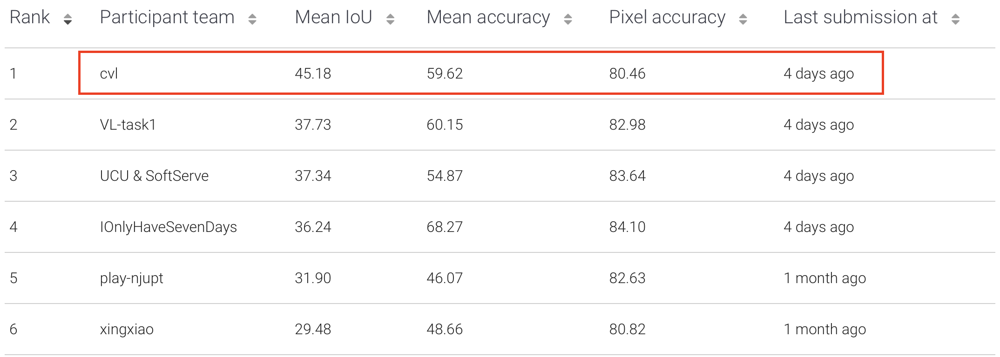 Rank Participant team Mean IoU Mean accuracy Pixel accuracy Last submission at
1 cvl 45.18 59.62 80.46 4 days ago
2 VL-task1 37.73 60.15 82.98 4 days ago
3 UCU & SoftServe 37.34 54.87 83.64 4 days ago
4 IOnlyHaveSevenDays 36.24 68.27 84.10 4 days ago
5 play-njupt 31.90 46.07 82.63 1 month ago
6 xingxiao 29.48 48.66 80.82 1 month ago